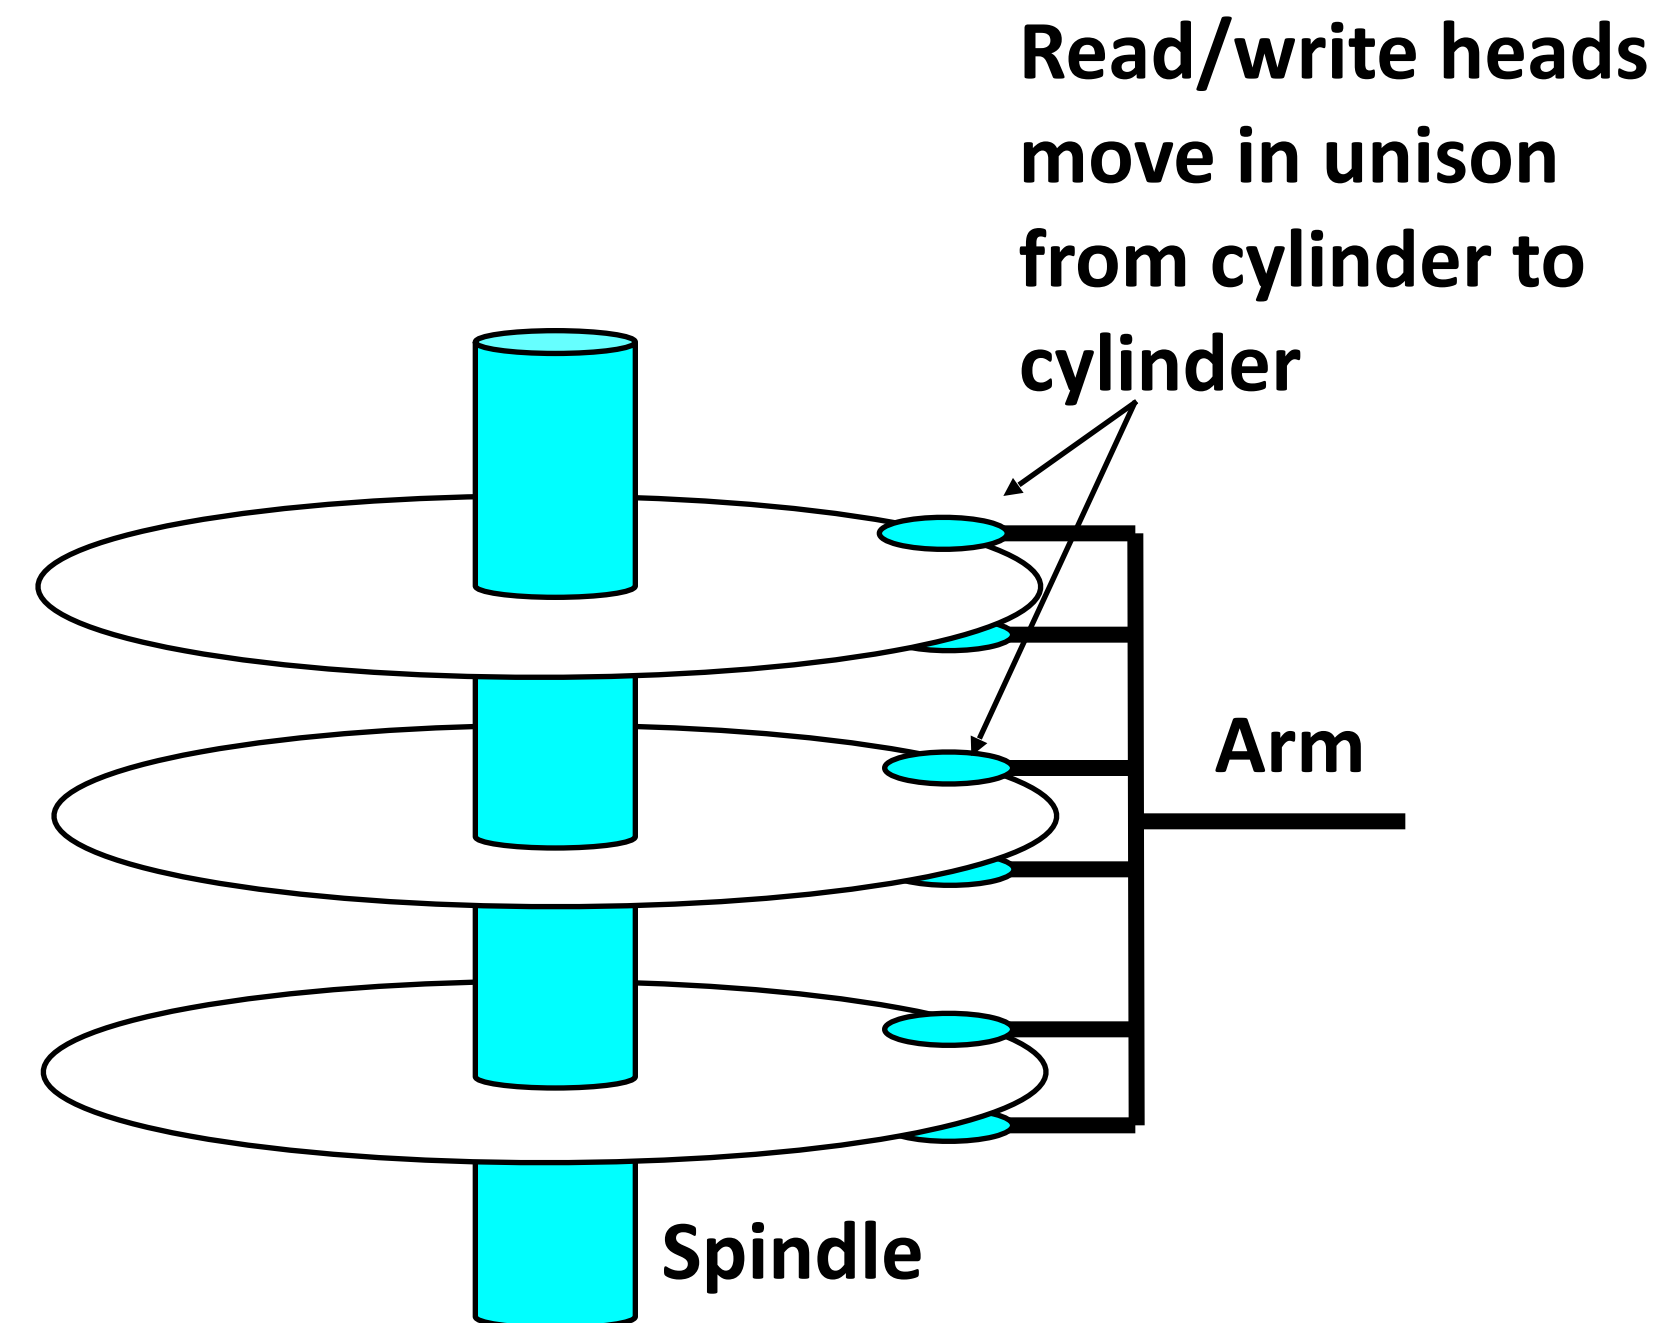 Read/write heads
move in unison
from cylinder to
cylinder
Arm
Spindle